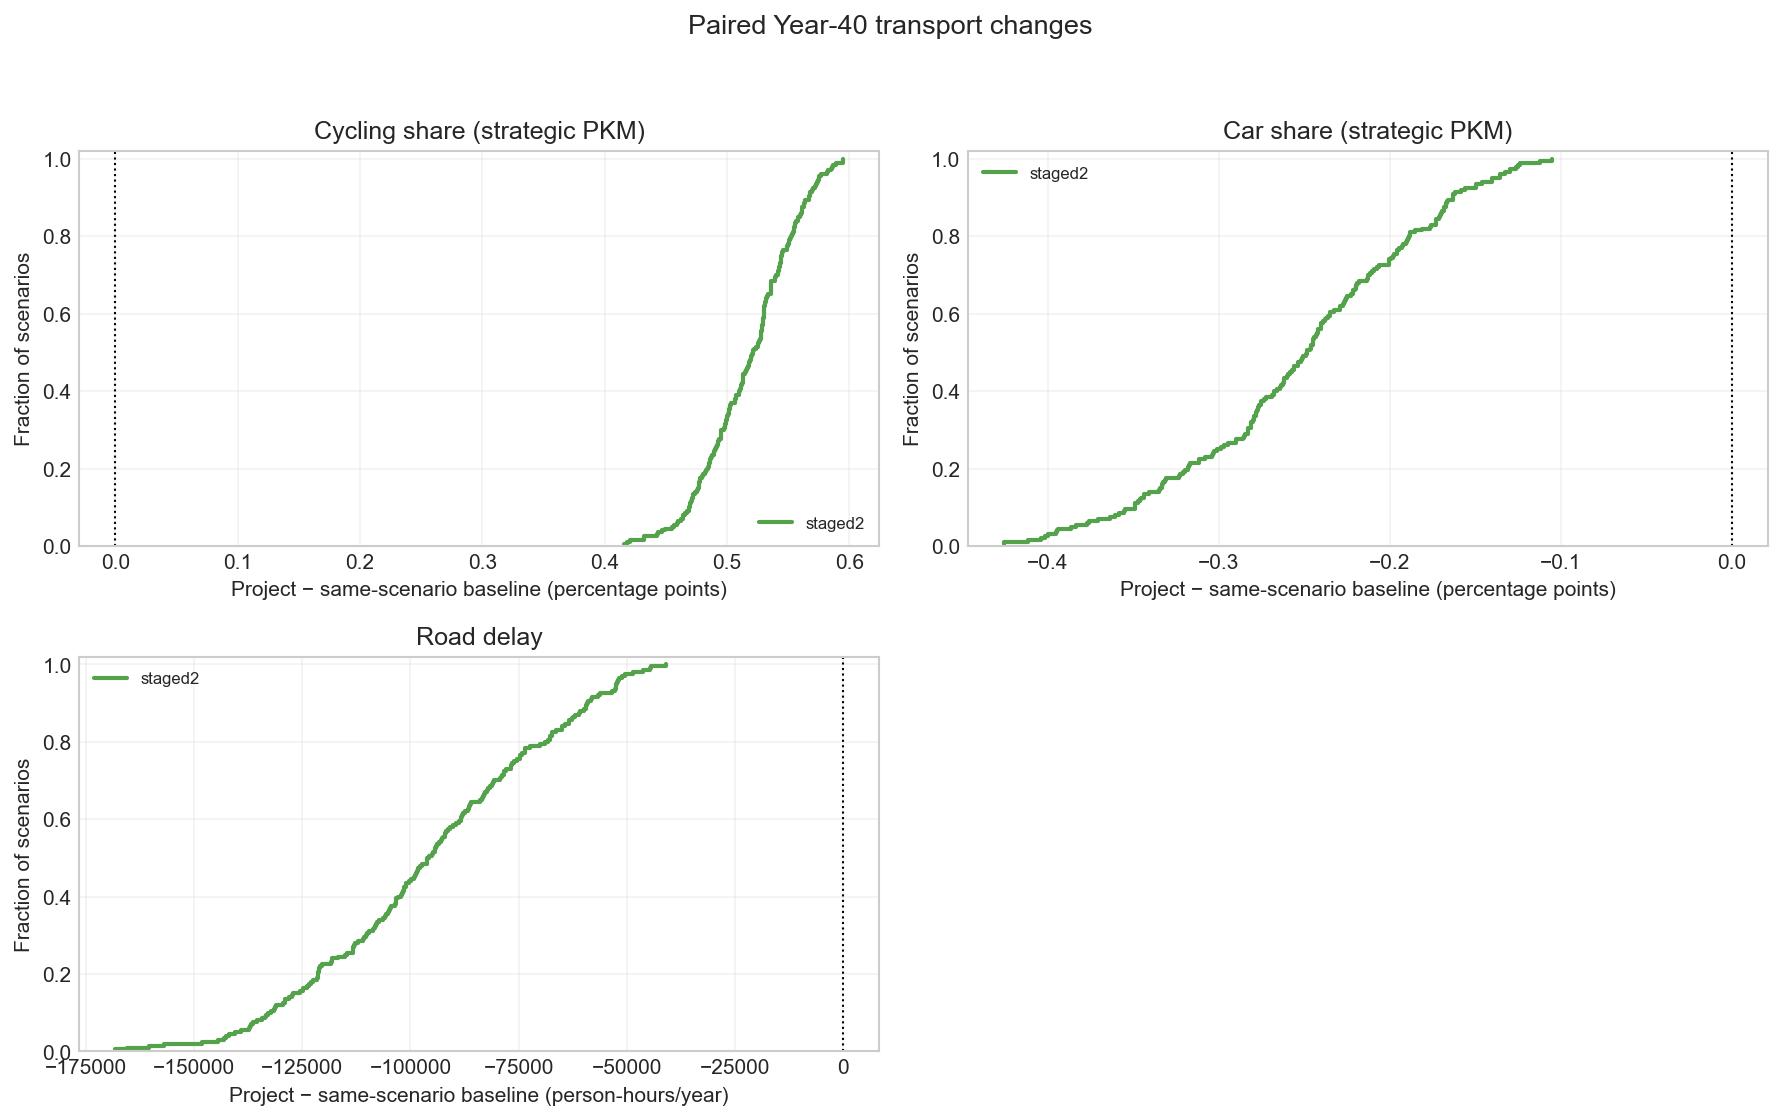 Paired Year-40 transport changes
Cycling share (strategic PKM)
Fraction of scenarios
1.0
0.8
0.6
0.4
0.2
0.0
staged2
0.0 0.1 0.2 0.3 0.4 0.5 0.6
Project − same-scenario baseline (percentage points)
Car share (strategic PKM)
Fraction of scenarios
1.0
0.8
0.6
0.4
0.2
0.0
staged2
−0.4 −0.3 −0.2 −0.1 0.0
Project − same-scenario baseline (percentage points)
Road delay
Fraction of scenarios
1.0
0.8
0.6
0.4
0.2
0.0
staged2
−175000 −150000 −125000 −100000 −75000 −50000 −25000 0
Project − same-scenario baseline (person-hours/year)